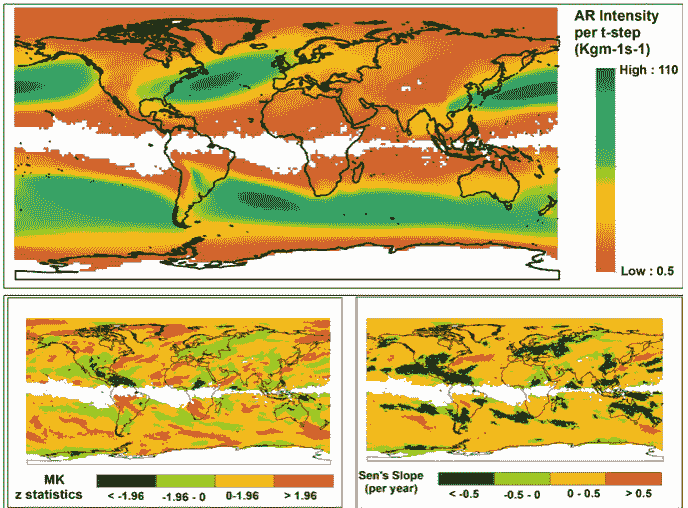 AR Intensity
per t-step
(Kgm-1s-1)
High : 110
Low : 0.5
MK
z statistics
< -1.96
-1.96 - 0
0-1.96
> 1.96
Sen's Slope
(per year)
< -0.5
-0.5 - 0
0 - 0.5
> 0.5